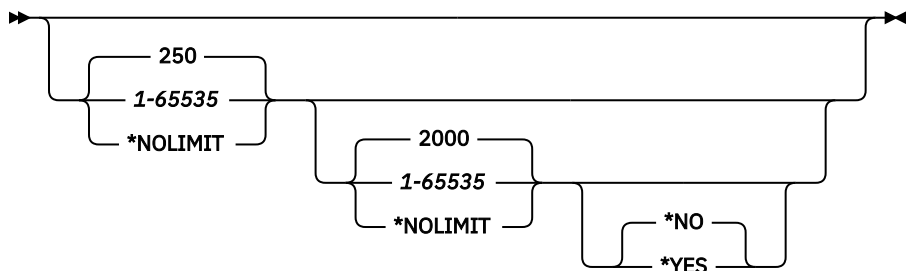 250
1-65535
*NOLIMIT
2000
1-65535
*NOLIMIT
*NO
*YES